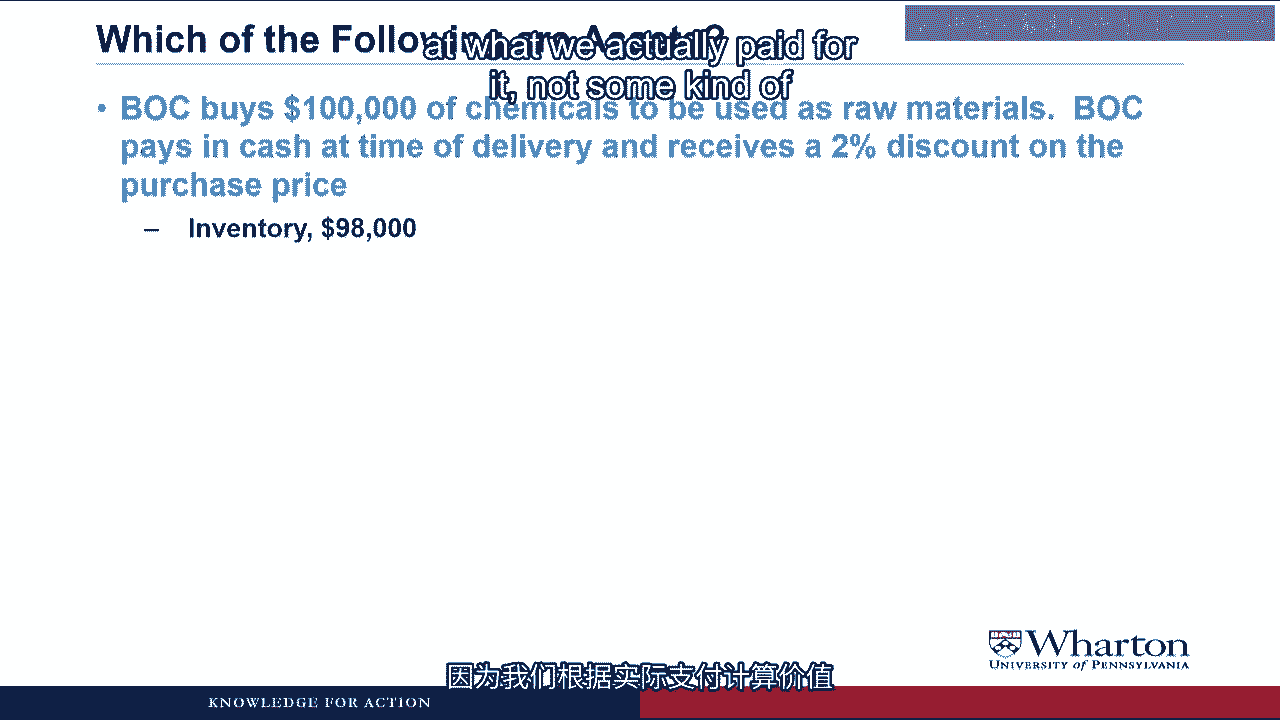 Which of the Following are Assets?
at what we actually paid for
it, not some kind of
• BOC buys $100,000 of chemicals to be used as raw materials. BOC
pays in cash at time of delivery and receives a 2% discount on the
purchase price
– Inventory, $98,000
Wharton
UNIVERSITY of PENNSYLVANIA
因为我们根据实际支付计算价值
KNOWLEDGE FOR ACTION